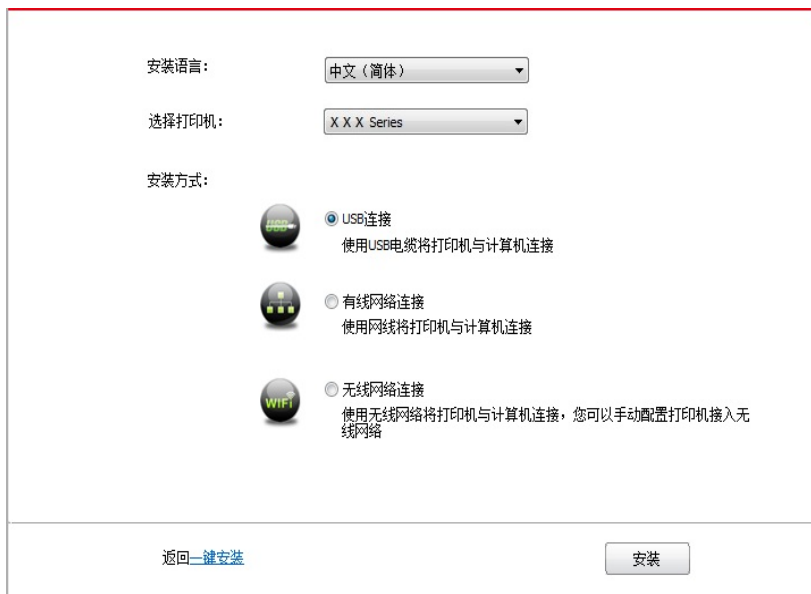 安装语言：
中文（简体）
选择打印机：
X X X Series
安装方式：
USB
USB连接
使用USB电缆将打印机与计算机连接
有线网络连接
使用网线将打印机与计算机连接
WiFi
无线网络连接
使用无线网络将打印机与计算机连接，您可以手动配置打印机接入无
线网络
返回一键安装
安装